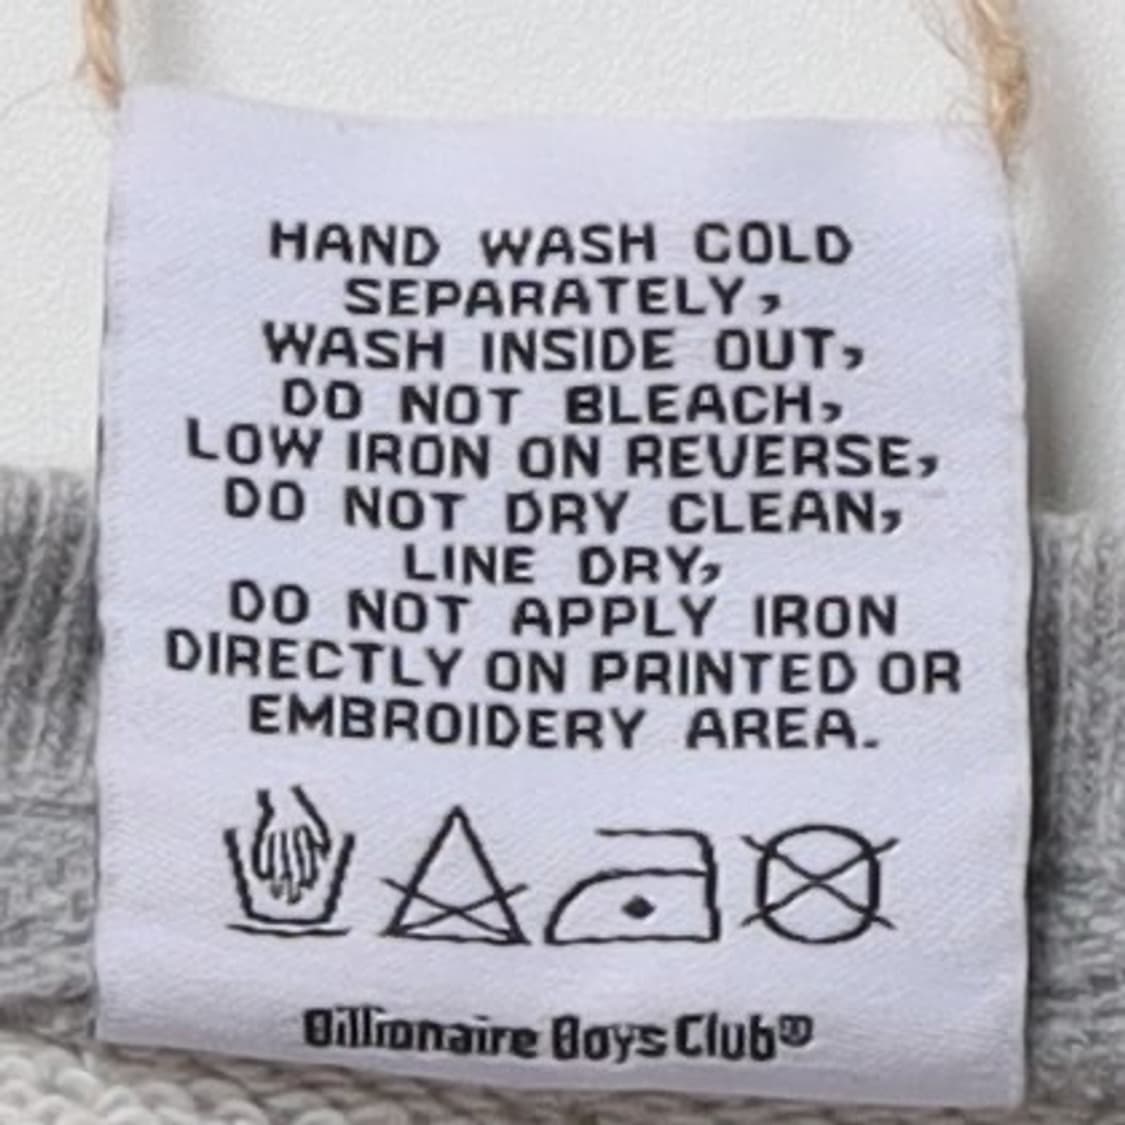 HAND WASH COLD
SEPARATELY,
WASH INSIDE OUT,
DO NOT BLEACH,
LOW IRON ON REVERSE,
DO NOT DRY CLEAN,
LINE DRY,
DO NOT APPLY IRON
DIRECTLY ON PRINTED OR
EMBROIDERY AREA.
Billionaire Boys Club®